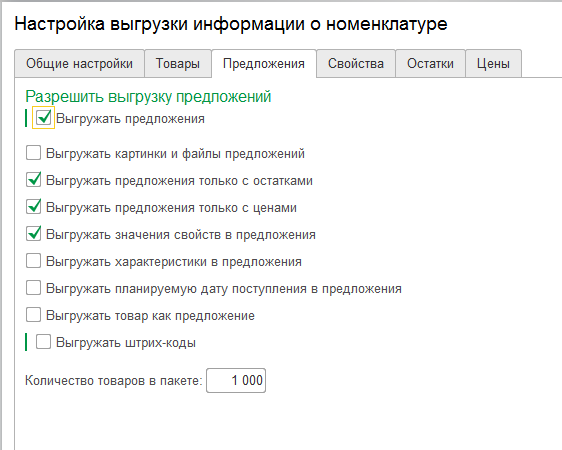 Настройка выгрузки информации о номенклатуре
Общие настройки Товары Предложения Свойства Остатки Цены
Разрешить выгрузку предложений
Выгружать предложения
Выгружать картинки и файлы предложений
Выгружать предложения только с остатками
Выгружать предложения только с ценами
Выгружать значения свойств в предложения
Выгружать характеристики в предложения
Выгружать планируемую дату поступления в предложения
Выгружать товар как предложение
Выгружать штрих-коды
Количество товаров в пакете: 1 000